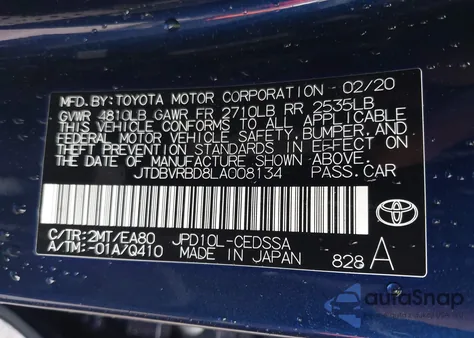 MFD. BY: TOYOTA MOTOR CORPORATION 02/20
GVWR 4810LB GAWR FR 2710LB RR 2535LB
THIS VEHICLE CONFORMS TO ALL APPLICABLE
FEDERAL MOTOR VEHICLE SAFETY, BUMPER, AND
THEFT PREVENTION STANDARDS IN EFFECT ON
THE DATE OF MANUFACTURE SHOWN ABOVE.
JTDBVRBD8LA008134 PASS.CAR
C/TR:2MT/EA80 JPD10L-CEDSSA
A/TM:-01A/Q410 MADE IN JAPAN 828 A
autoSnap